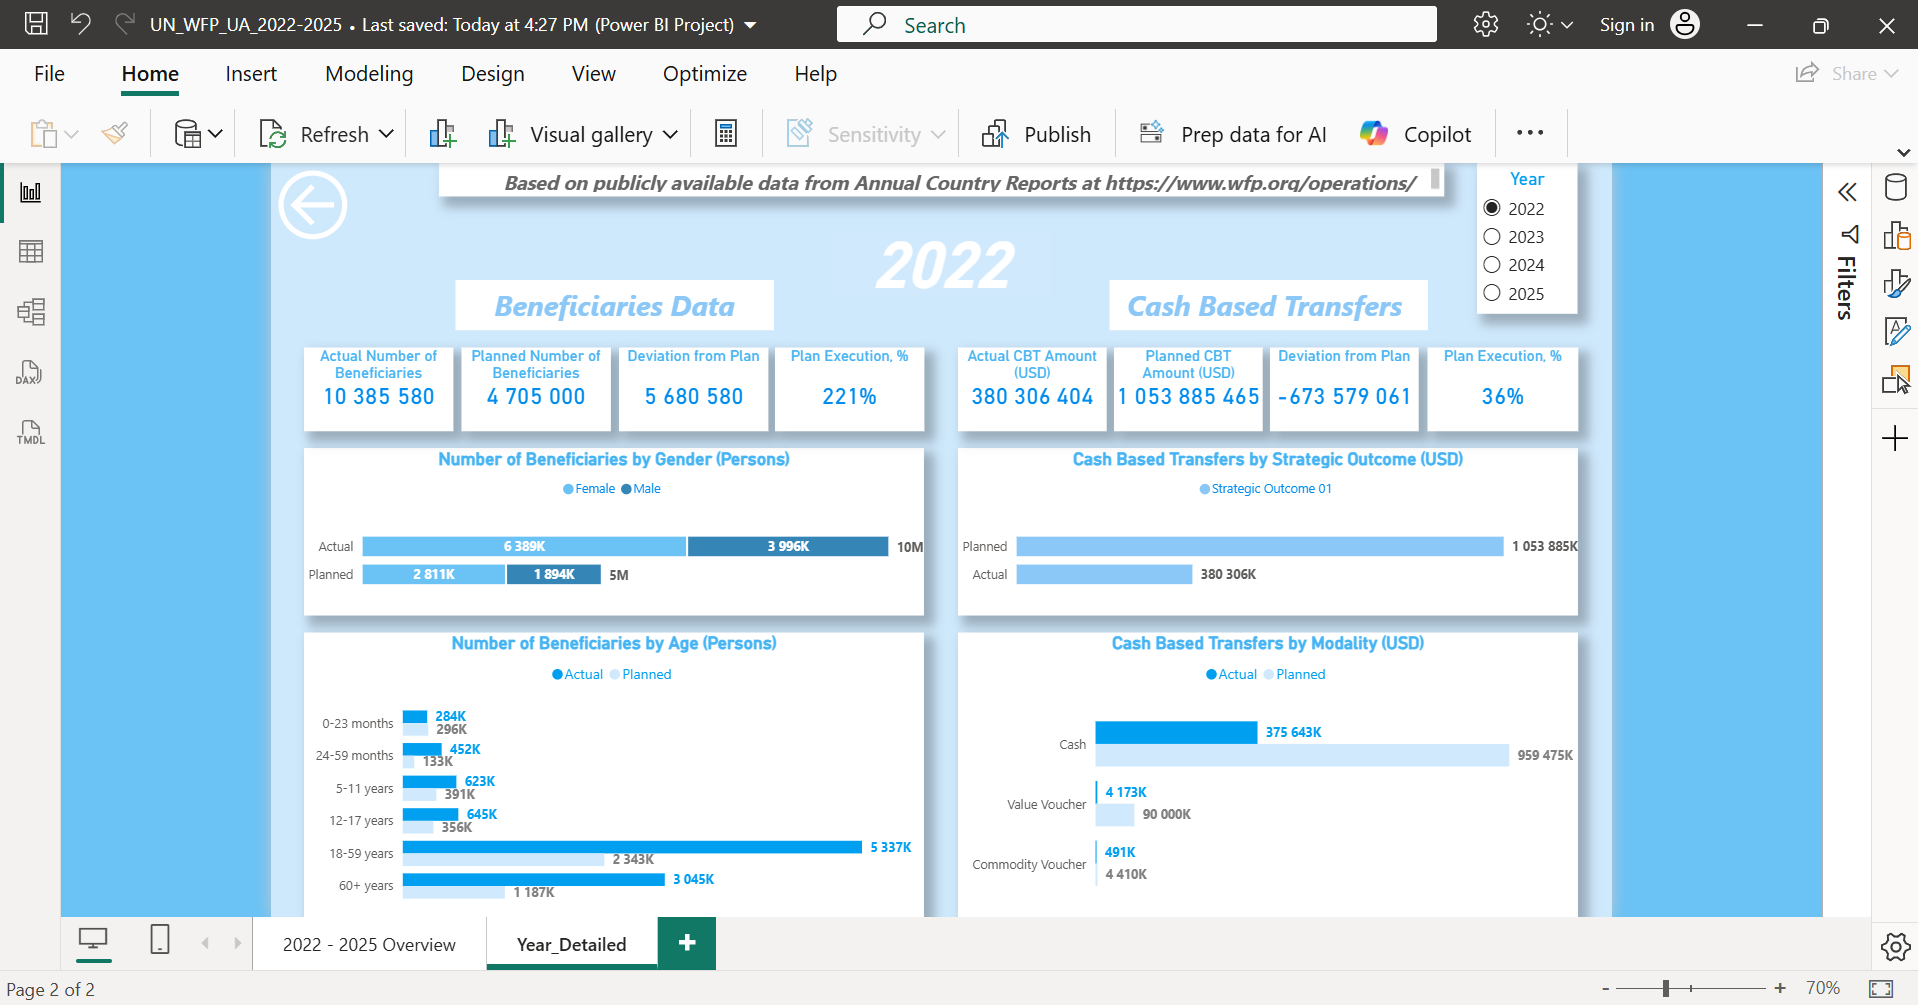 UN_WFP_UA_2022-2025 • Last saved: Today at 4:27 PM (Power BI Project)
Search
Sign in
File Home Insert Modeling Design View Optimize Help
Share
Refresh
Visual gallery
Sensitivity
Publish
Prep data for AI
Copilot
Based on publicly available data from Annual Country Reports at https://www.wfp.org/operations/
Year
2022
2023
2024
2025
Filters
DAX
TMDL
2022
Beneficiaries Data
Cash Based Transfers
Actual Number of Beneficiaries
10 385 580
Planned Number of Beneficiaries
4 705 000
Deviation from Plan
5 680 580
Plan Execution, %
221%
Actual CBT Amount (USD)
380 306 404
Planned CBT Amount (USD)
1 053 885 465
Deviation from Plan
-673 579 061
Plan Execution, %
36%
Number of Beneficiaries by Gender (Persons)
Female Male
Actual 6 389K 3 996K 10M
Planned 2 811K 1 894K 5M
Cash Based Transfers by Strategic Outcome (USD)
Strategic Outcome 01
Planned 1 053 885K
Actual 380 306K
Number of Beneficiaries by Age (Persons)
Actual Planned
0-23 months 284K 296K
24-59 months 452K 133K
5-11 years 623K 391K
12-17 years 645K 356K
18-59 years 5 337K 2 343K
60+ years 3 045K 1 187K
Cash Based Transfers by Modality (USD)
Actual Planned
Cash 375 643K 959 475K
Value Voucher 4 173K 90 000K
Commodity Voucher 491K 4 410K
2022 - 2025 Overview
Year_Detailed
Page 2 of 2
70%